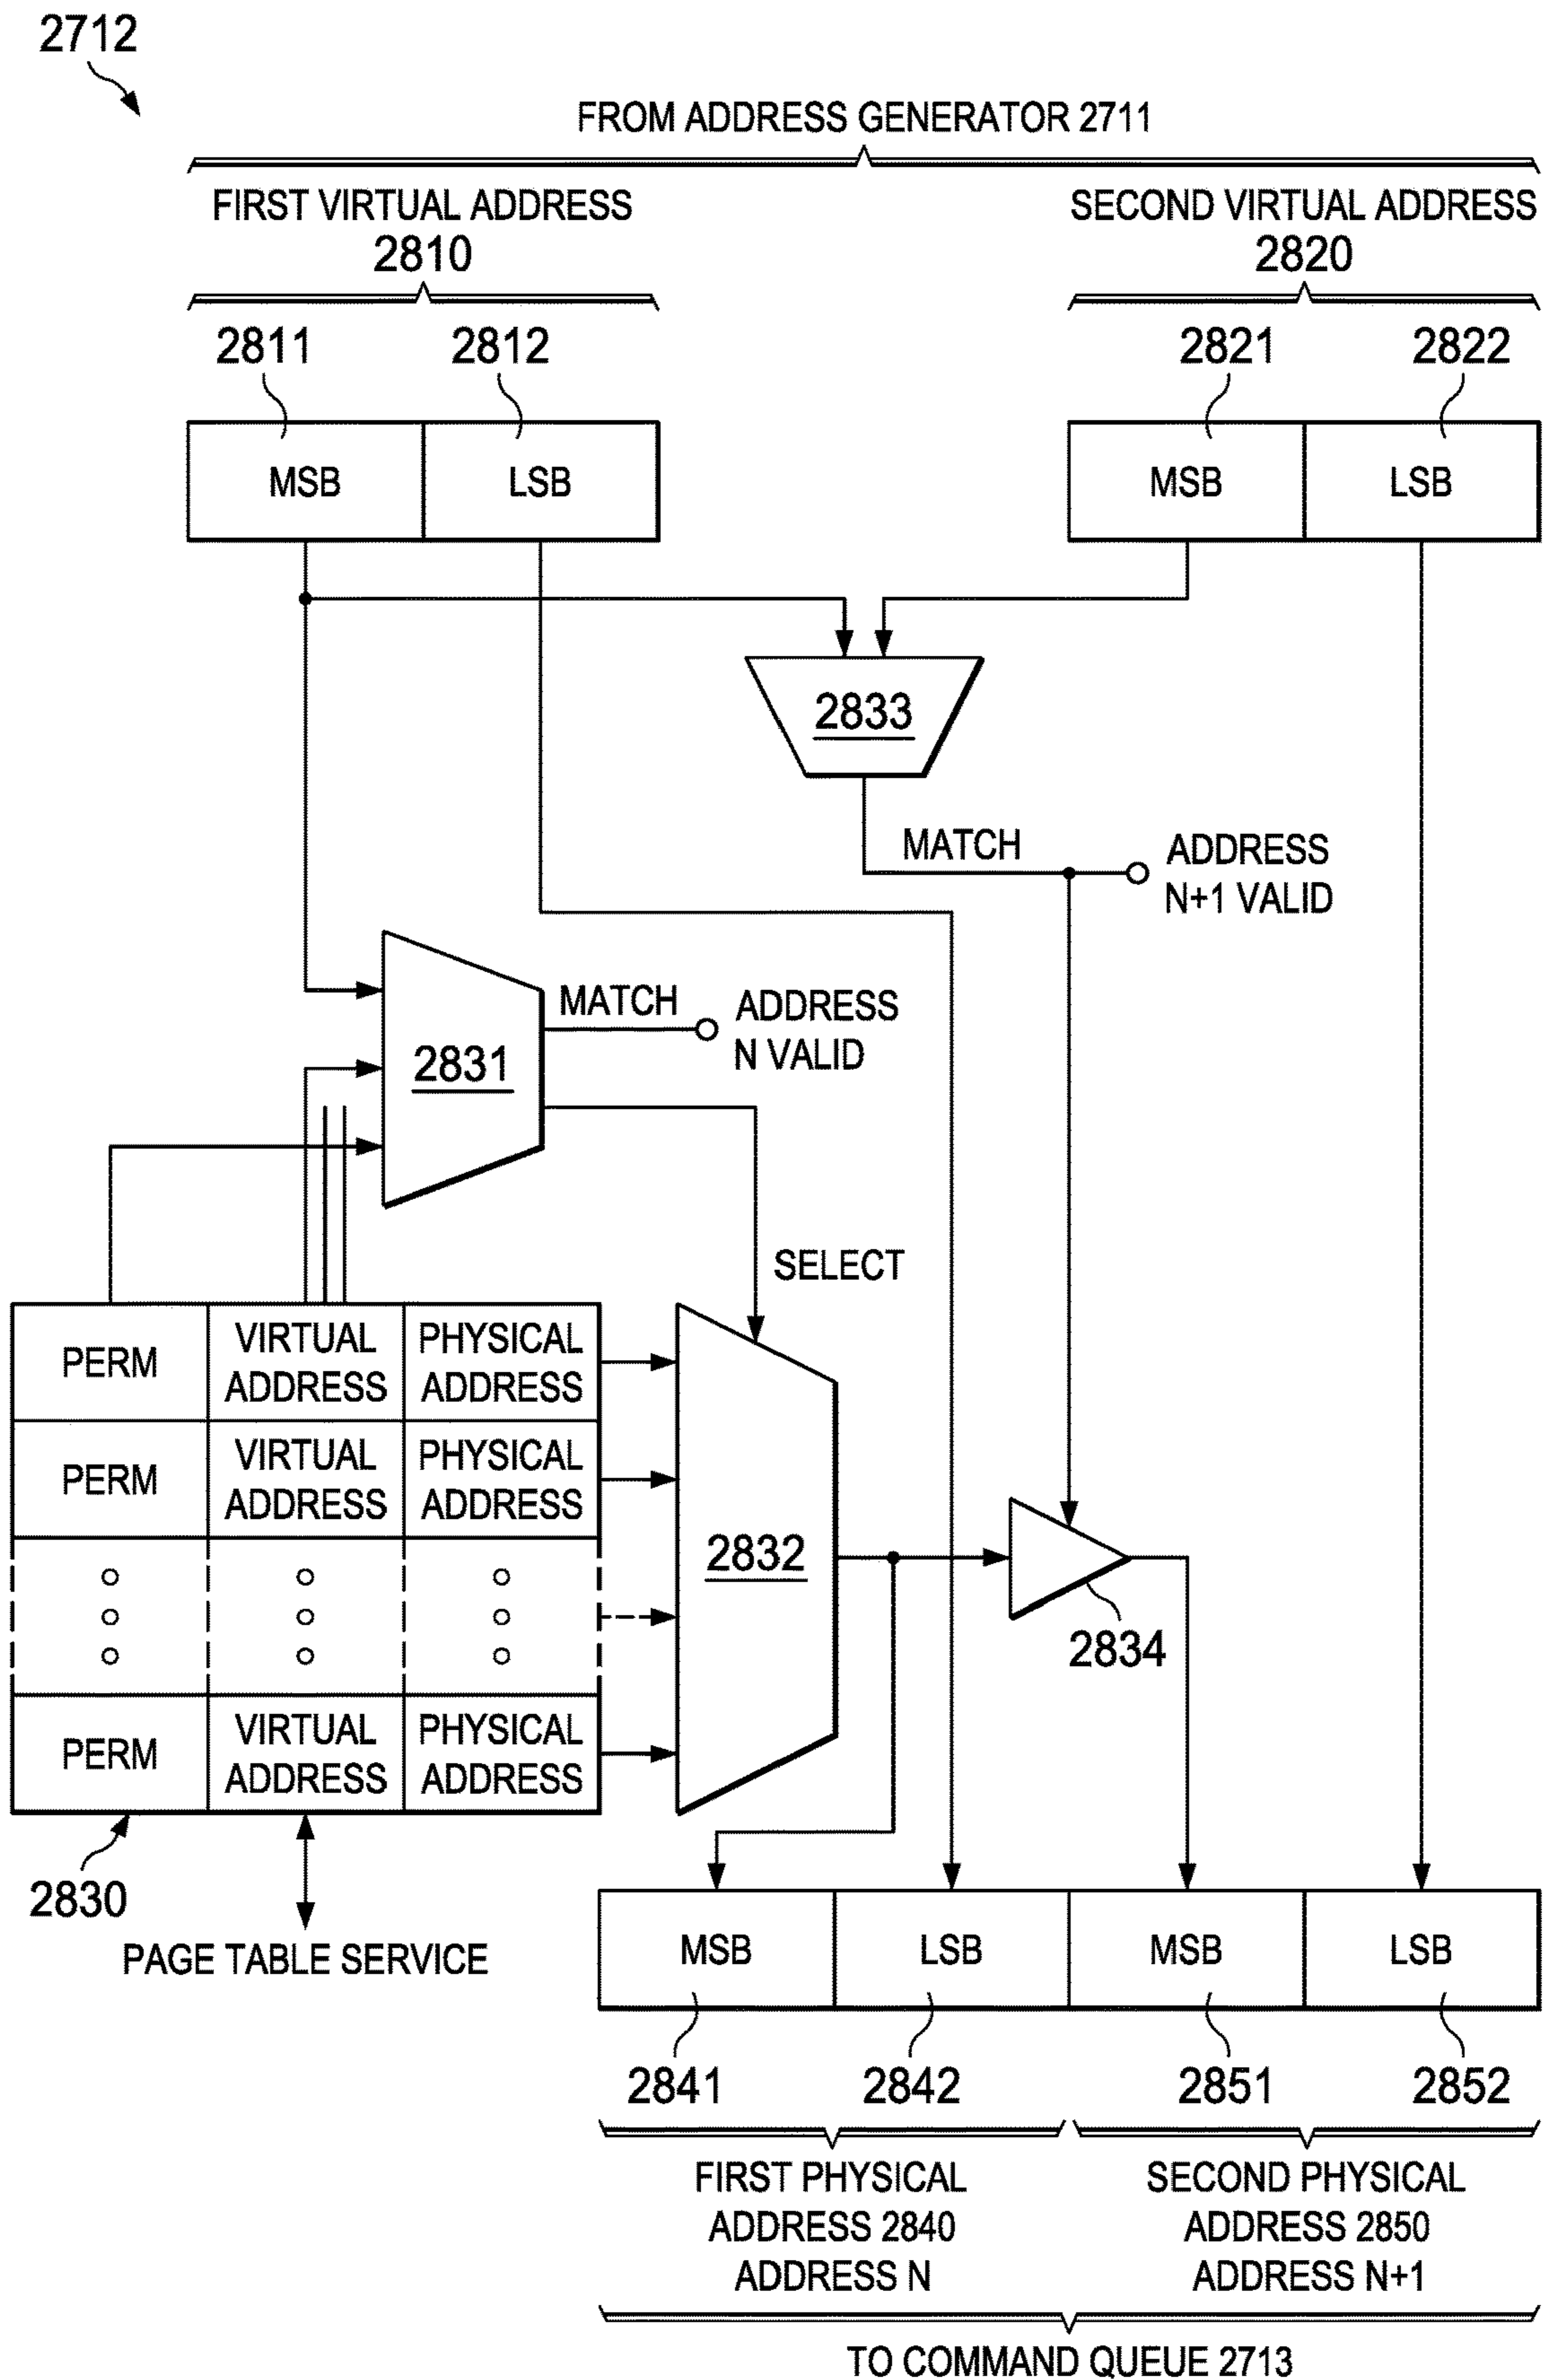 2712
FROM ADDRESS GENERATOR 2711
FIRST VIRTUAL ADDRESS
2810
SECOND VIRTUAL ADDRESS
2820
2811
2812
2821
2822
MSB
LSB
MSB
LSB
2833
MATCH
ADDRESS
N+1 VALID
MATCH
ADDRESS
N VALID
2831
SELECT
PERM
VIRTUAL
ADDRESS
PHYSICAL
ADDRESS
PERM
VIRTUAL
ADDRESS
PHYSICAL
ADDRESS
2832
2834
PERM
VIRTUAL
ADDRESS
PHYSICAL
ADDRESS
2830
PAGE TABLE SERVICE
MSB
LSB
MSB
LSB
2841
2842
2851
2852
FIRST PHYSICAL
ADDRESS 2840
ADDRESS N
SECOND PHYSICAL
ADDRESS 2850
ADDRESS N+1
TO COMMAND QUEUE 2713